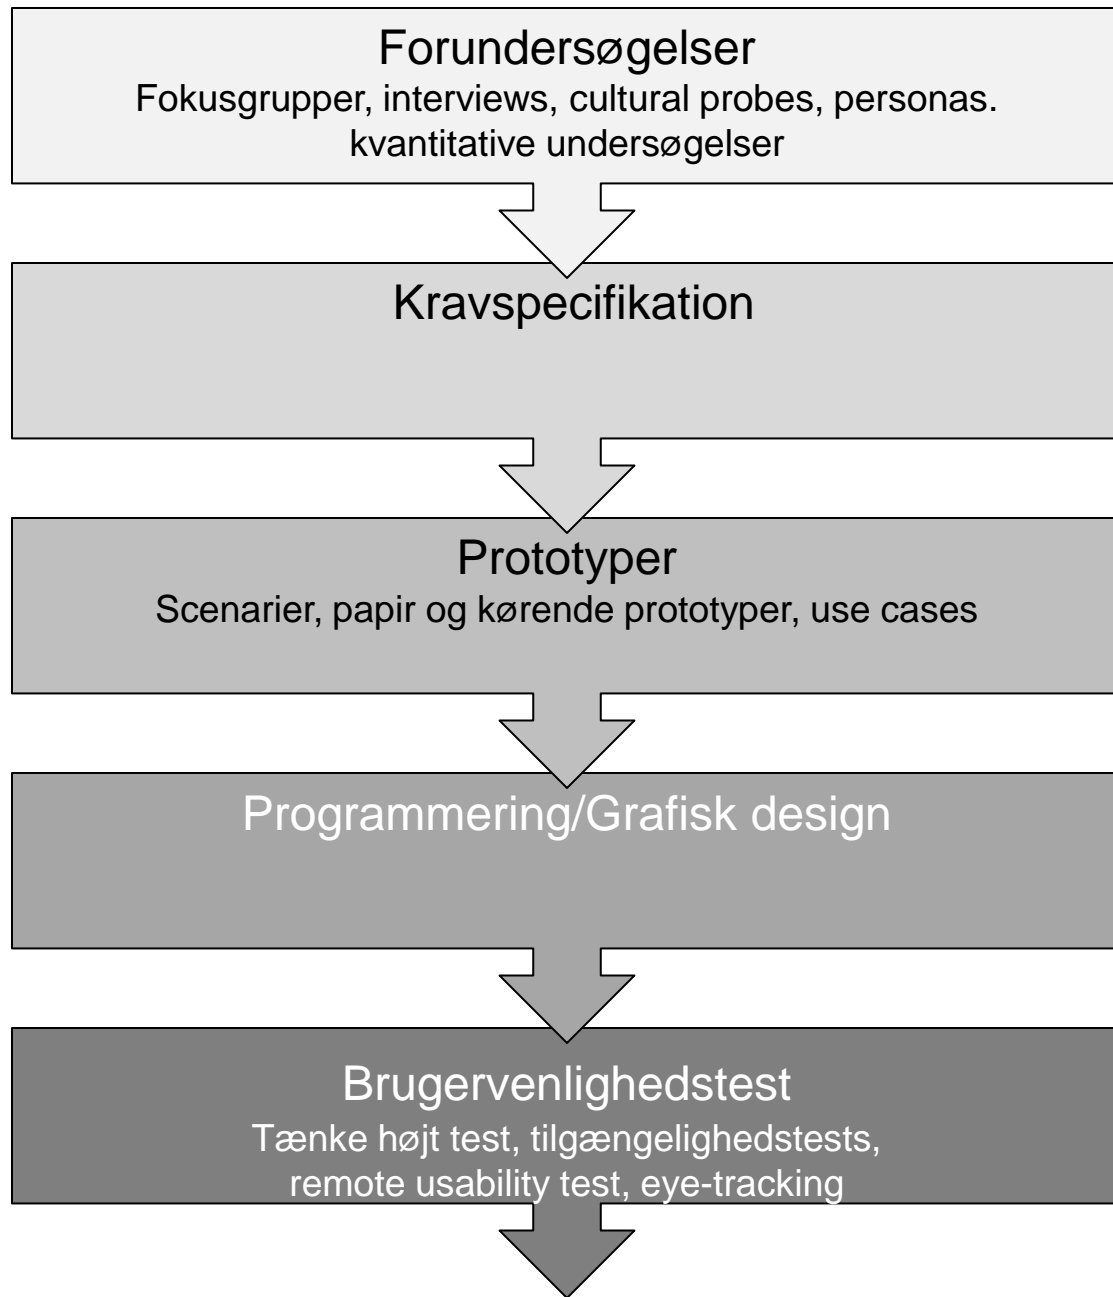 Forundersøgelser
Fokusgrupper, interviews, cultural probes, personas.
kvantitative undersøgelser
Kravspecifikation
Prototyper
Scenarier, papir og kørende prototyper, use cases
Programmering/Grafisk design
Brugervenlighedstest
Tænke højt test, tilgængelighedstests,
remote usability test, eye-tracking